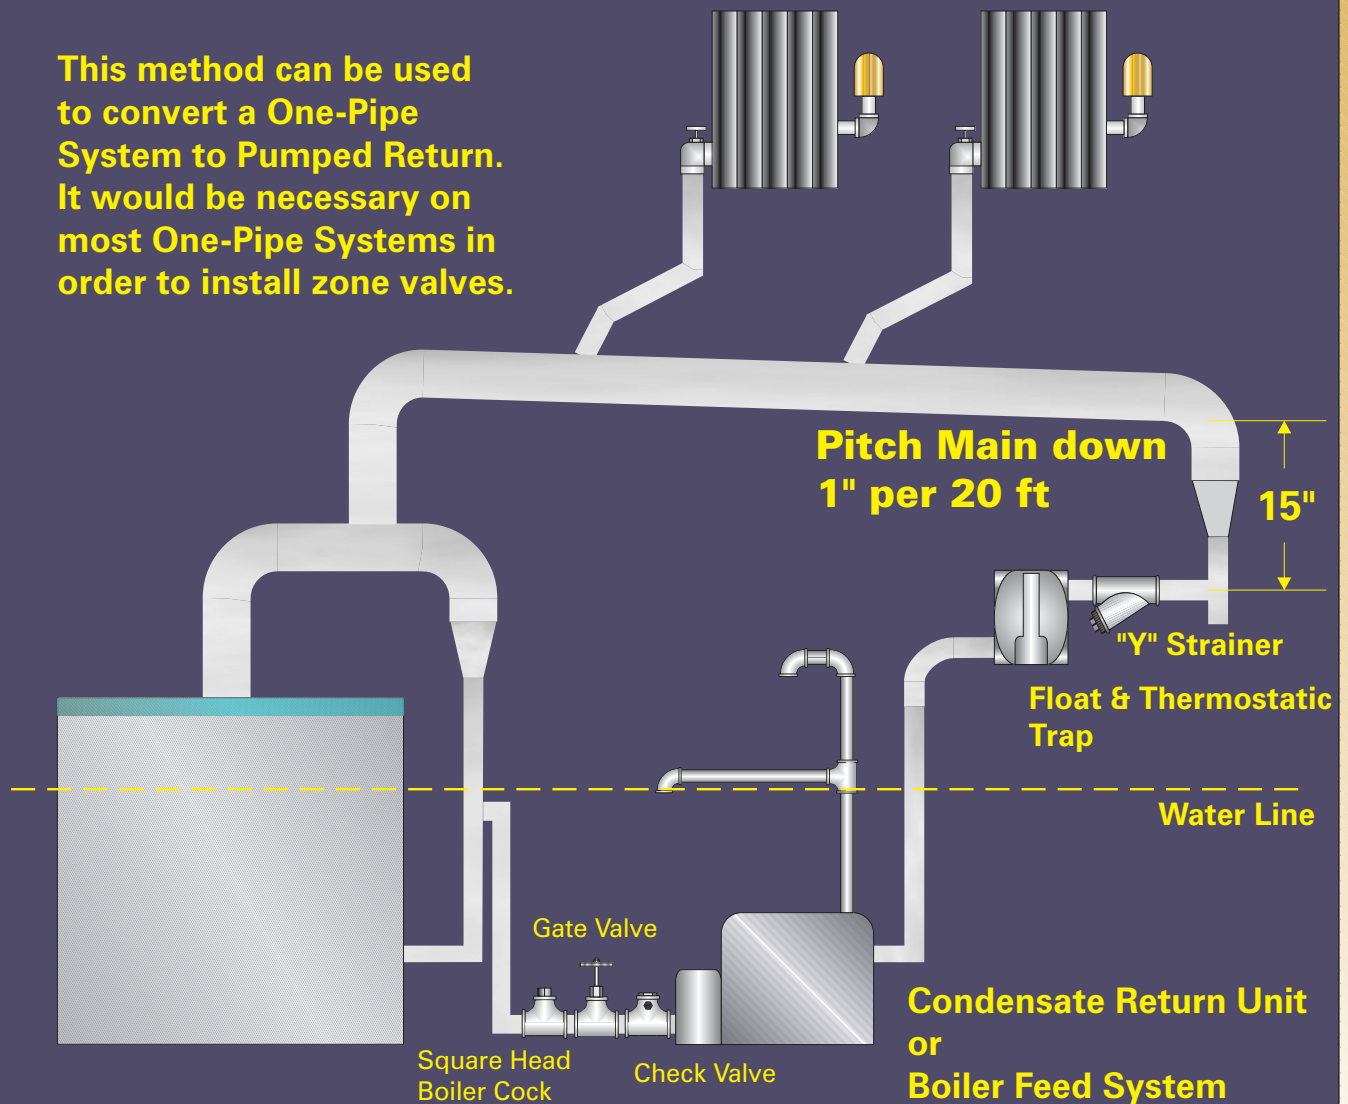 This method can be used
to convert a One-Pipe
System to Pumped Return.
It would be necessary on
most One-Pipe Systems in
order to install zone valves.
Pitch Main down
1" per 20 ft
15"
"Y" Strainer
Float & Thermostatic
Trap
Water Line
Gate Valve
Square Head
Boiler Cock
Check Valve
Condensate Return Unit
or
Boiler Feed System